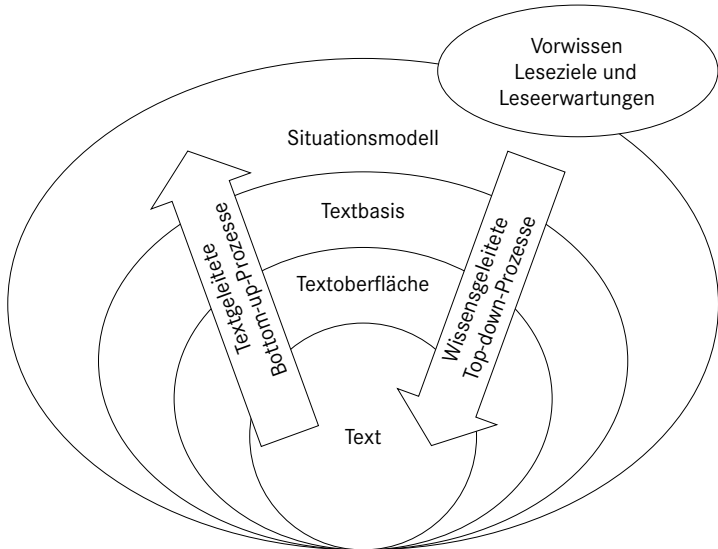 Vorwissen
Leseziele und
Leseerwartungen
Situationsmodell
Textbasis
Textoberfläche
Textgeleitete
Bottom-up-Prozesse
Wissensgeleitete
Top-down-Prozesse
Text